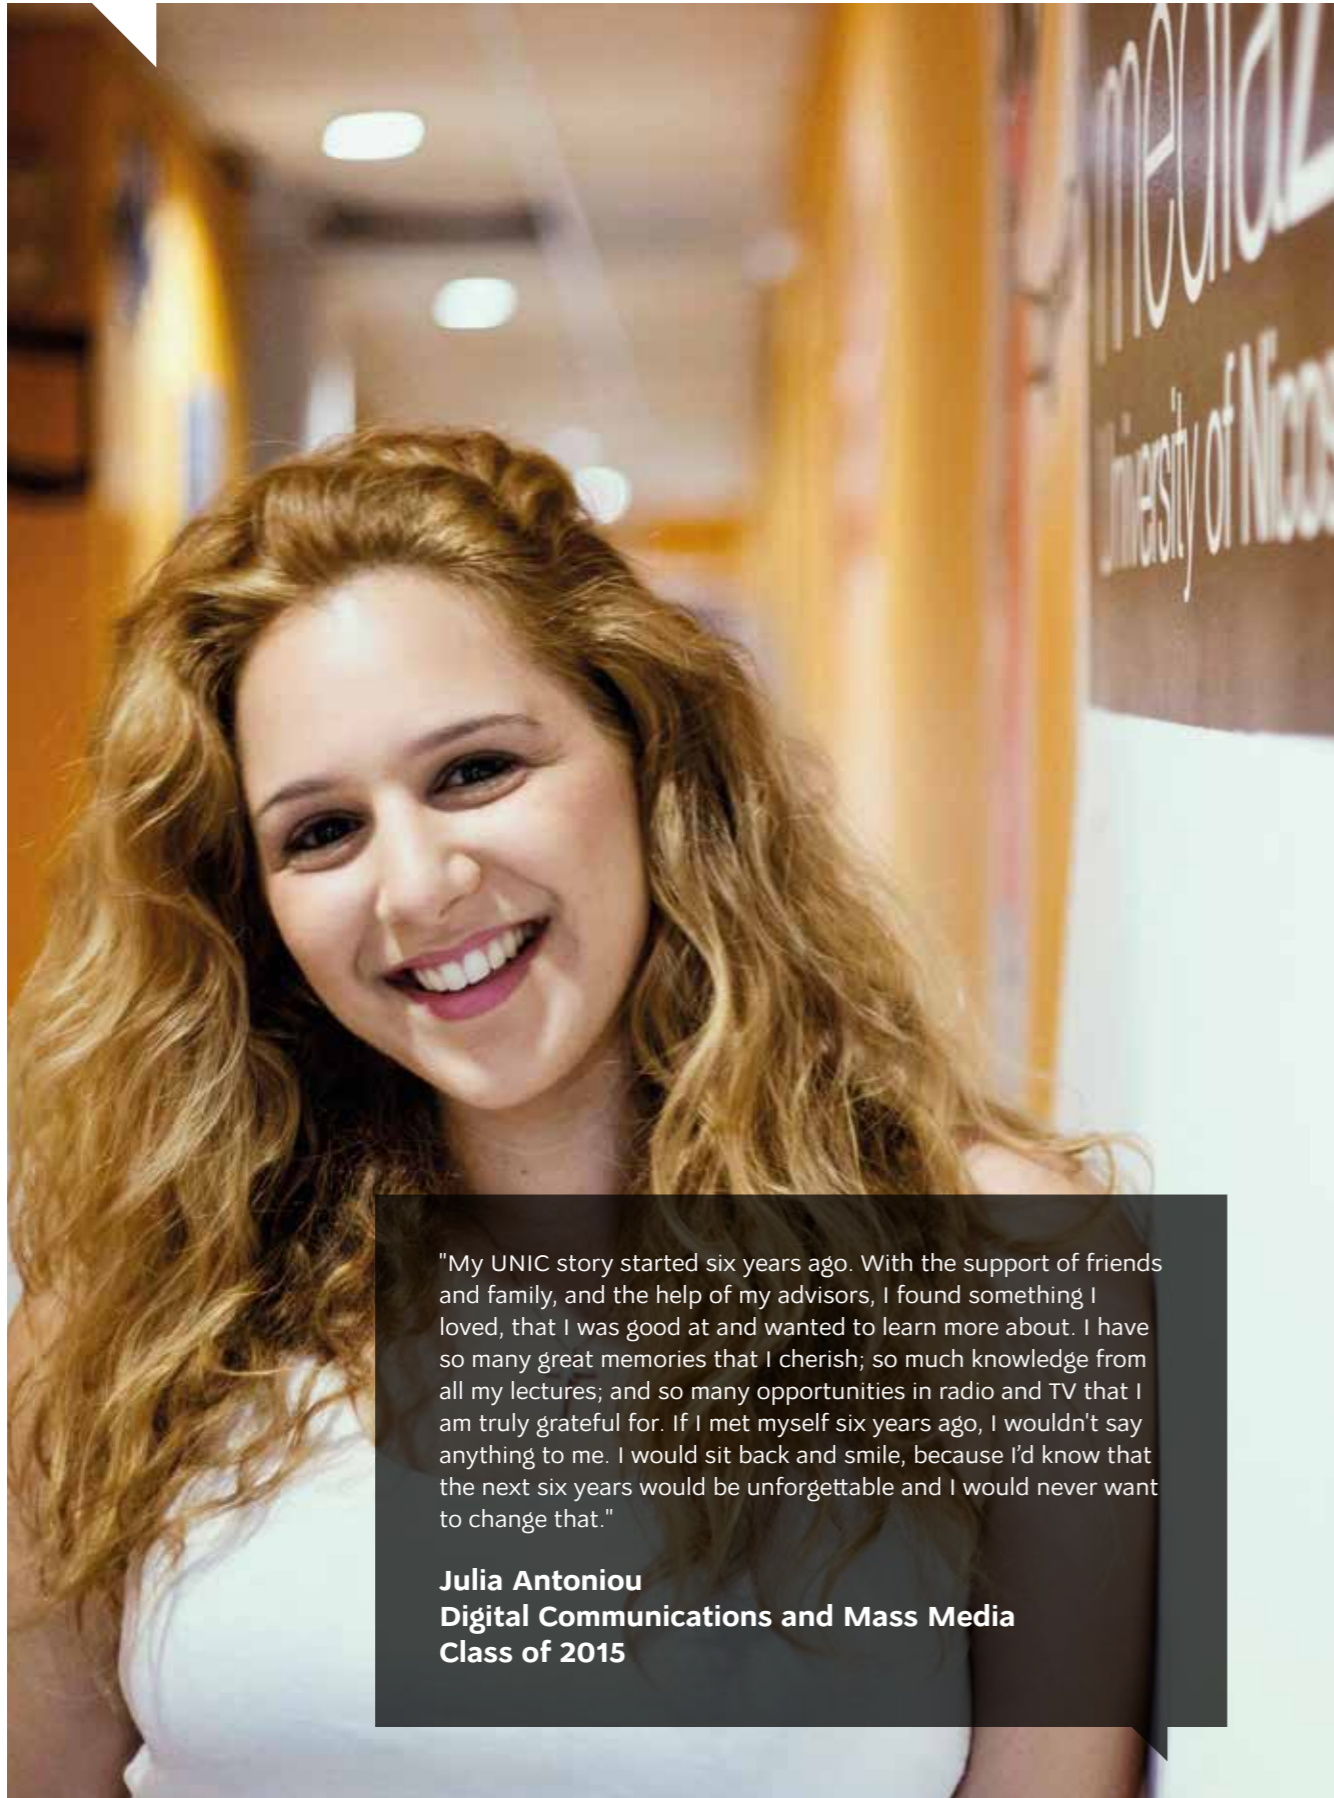 University of
"My UNIC story started six years ago. With the support of friends
and family, and the help of my advisors, I found something I
loved, that I was good at and wanted to learn more about. I have
so many great memories that I cherish; so much knowledge from
all my lectures; and so many opportunities in radio and TV that I
am truly grateful for. If I met myself six years ago, I wouldn't say
anything to me. I would sit back and smile, because I’d know that
the next six years would be unforgettable and I would never want
to change that."
Julia Antoniou
Digital Communications and Mass Media
Class of 2015